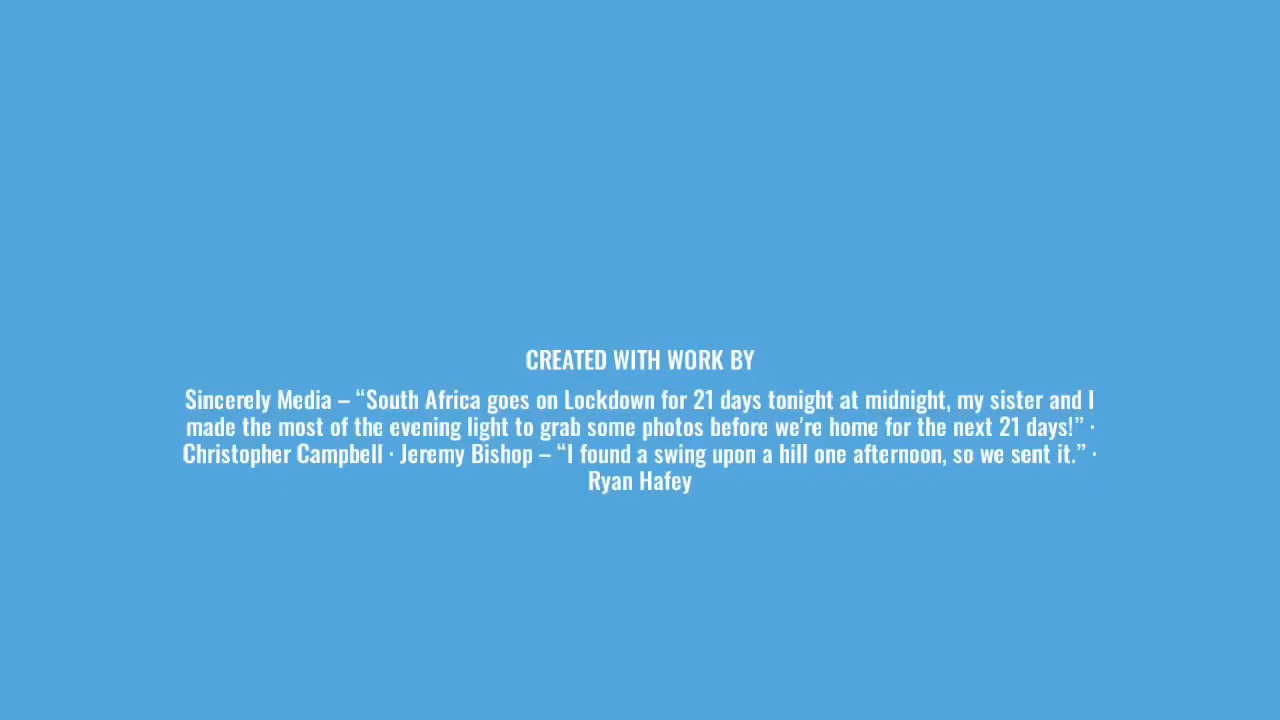 CREATED WITH WORK BY
Sincerely Media – “South Africa goes on Lockdown for 21 days tonight at midnight, my sister and I
made the most of the evening light to grab some photos before we're home for the next 21 days!” ·
Christopher Campbell · Jeremy Bishop – “I found a swing upon a hill one afternoon, so we sent it.” ·
Ryan Hafey